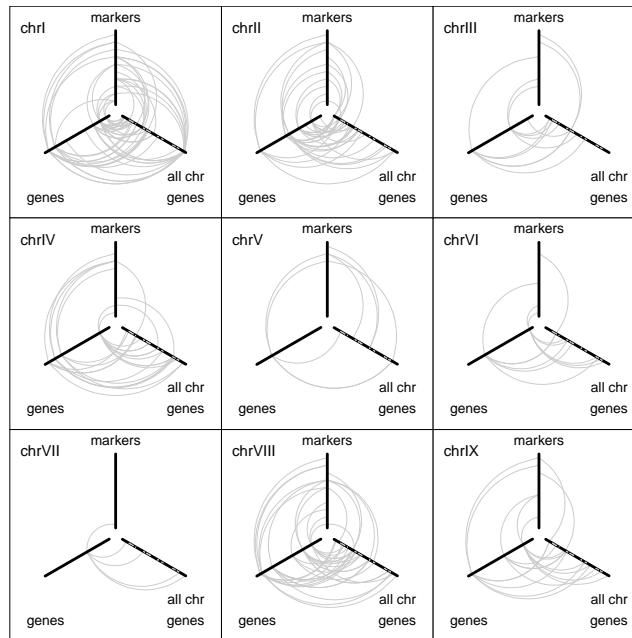 markers
chrI
genes
all chr
genes
markers
chrII
genes
all chr
genes
markers
chrIII
genes
all chr
genes
markers
chrIV
genes
all chr
genes
markers
chrV
genes
all chr
genes
markers
chrVI
genes
all chr
genes
markers
chrVII
genes
all chr
genes
markers
chrVIII
genes
all chr
genes
markers
chrIX
genes
all chr
genes